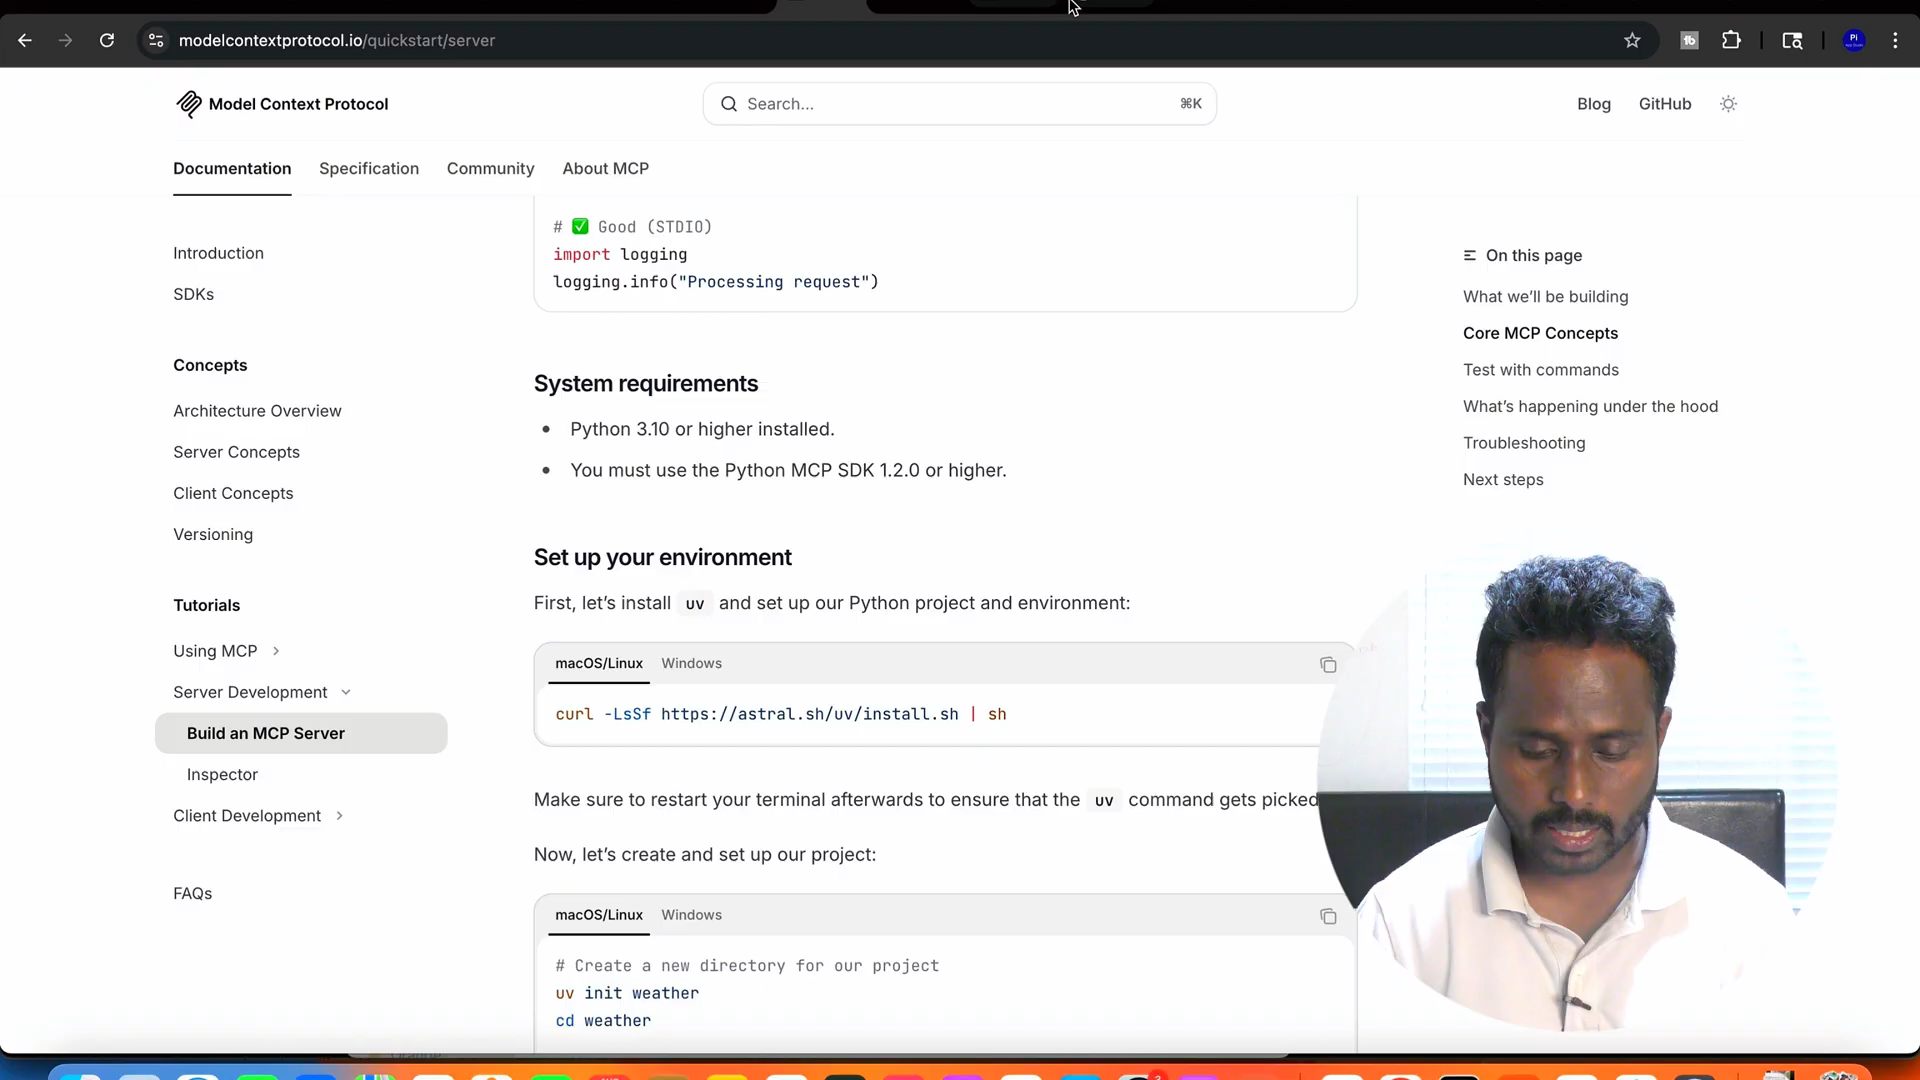 modelcontextprotocol.io/quickstart/server
Model Context Protocol
Search...
⌘K
Blog
GitHub
Documentation
Specification
Community
About MCP
Introduction
SDKs
Concepts
Architecture Overview
Server Concepts
Client Concepts
Versioning
Tutorials
Using MCP
Server Development
Build an MCP Server
Inspector
Client Development
FAQs
# ✅ Good (STDIO)
import logging
logging.info("Processing request")
System requirements
• Python 3.10 or higher installed.
• You must use the Python MCP SDK 1.2.0 or higher.
Set up your environment
First, let’s install uv and set up our Python project and environment:
macOS/Linux
Windows
curl -LsSf https://astral.sh/uv/install.sh | sh
Make sure to restart your terminal afterwards to ensure that the uv command gets picked
Now, let’s create and set up our project:
macOS/Linux
Windows
# Create a new directory for our project
uv init weather
cd weather
On this page
What we’ll be building
Core MCP Concepts
Test with commands
What’s happening under the hood
Troubleshooting
Next steps